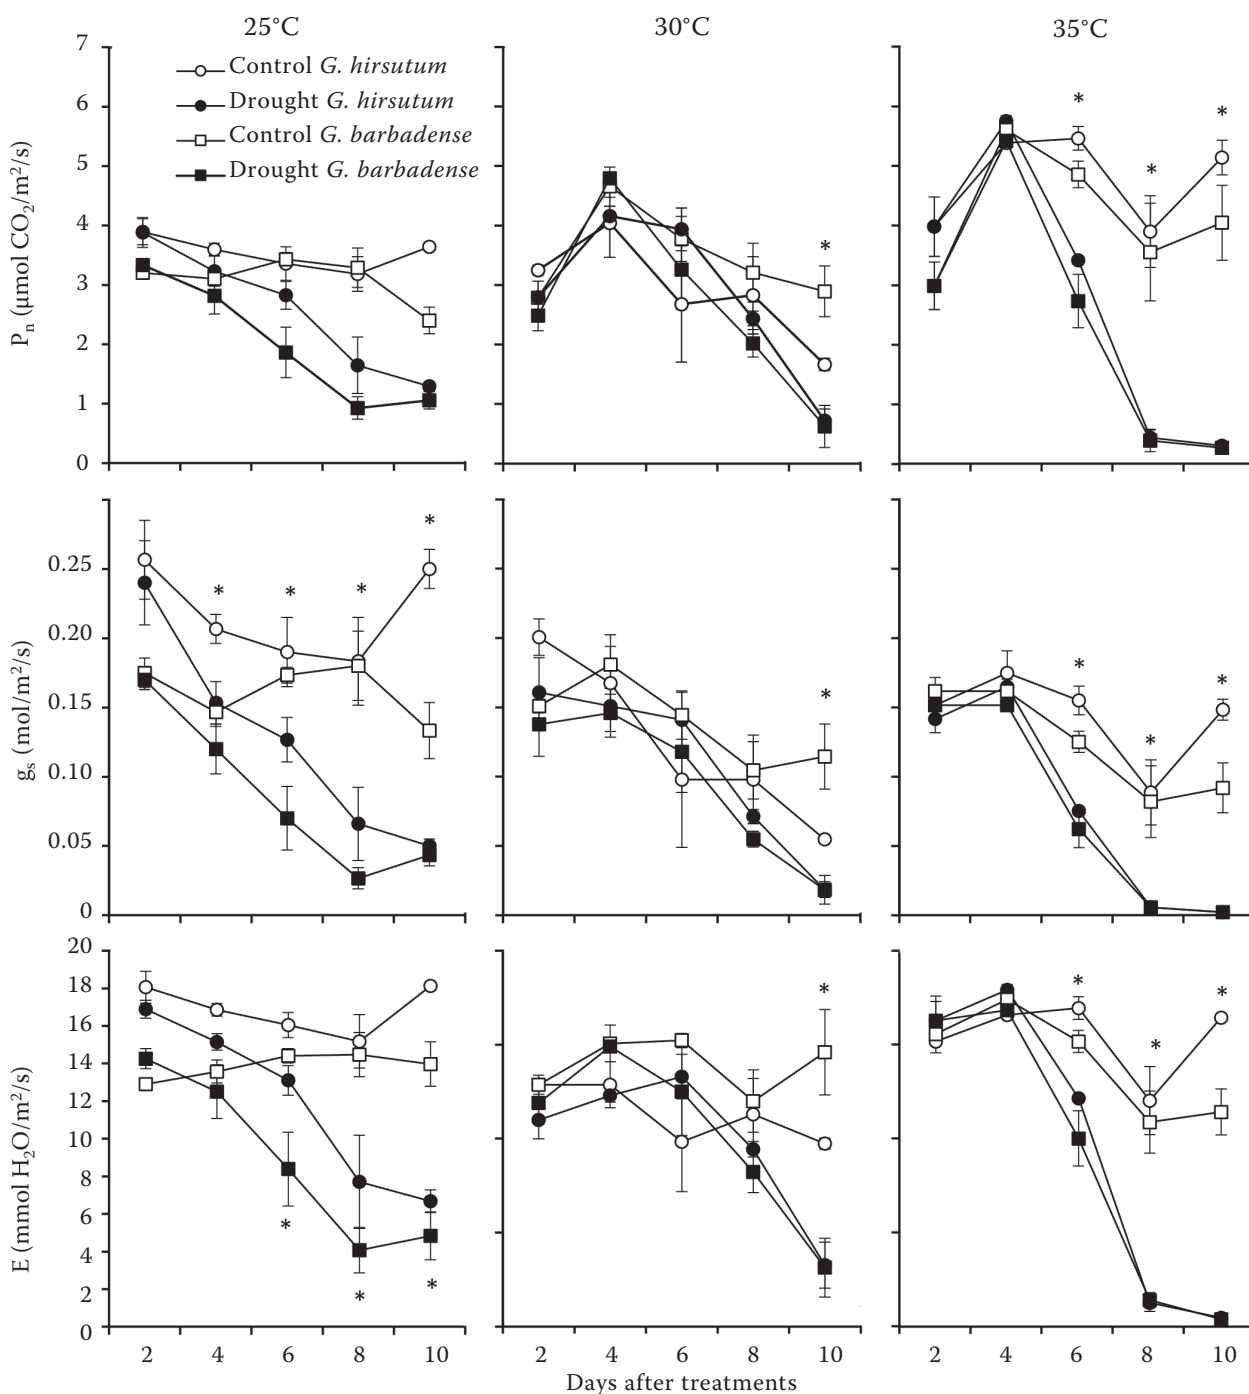 25°C 30°C 35°C
Control G. hirsutum
Drought G. hirsutum
Control G. barbadense
Drought G. barbadense
Pn (μmol CO2/m2/s)
7
6
5
4
3
2
1
0
* * *
*
gs (mol/m2/s)
0.25
0.20
0.15
0.10
0.05
0
* * * *
*
* * *
E (mmol H2O/m2/s)
20
18
16
14
12
10
8
6
4
2
0
* * *
*
* * *
2 4 6 8 10 2 4 6 8 10 2 4 6 8 10
Days after treatments